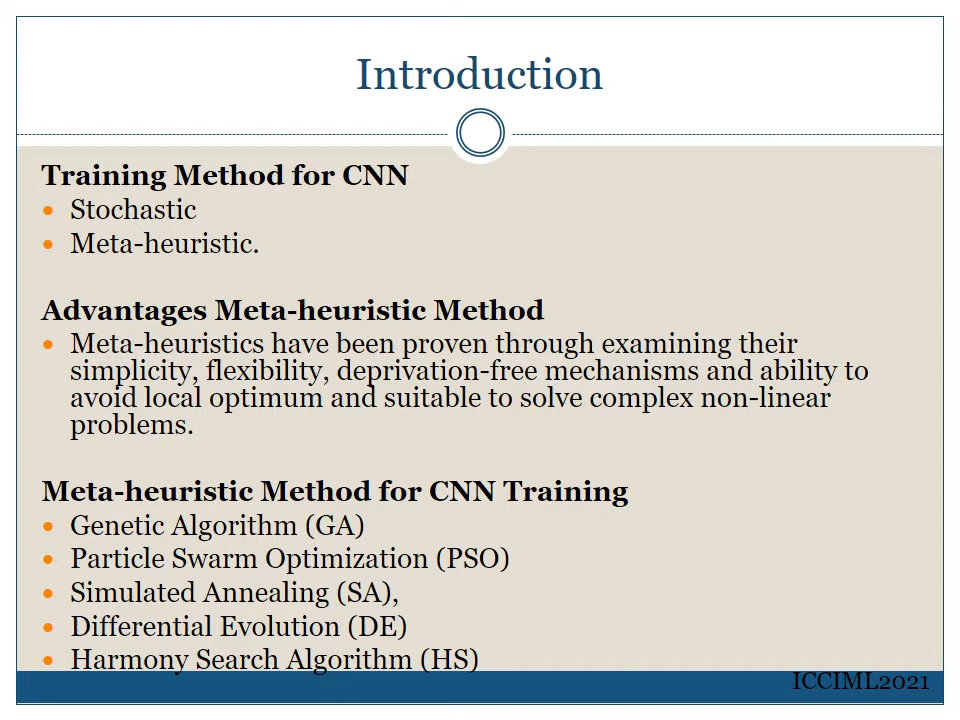 Introduction
Training Method for CNN
• Stochastic
• Meta-heuristic.
Advantages Meta-heuristic Method
• Meta-heuristics have been proven through examining their
simplicity, flexibility, deprivation-free mechanisms and ability to
avoid local optimum and suitable to solve complex non-linear
problems.
Meta-heuristic Method for CNN Training
• Genetic Algorithm (GA)
• Particle Swarm Optimization (PSO)
• Simulated Annealing (SA),
• Differential Evolution (DE)
• Harmony Search Algorithm (HS)
ICCIML2021